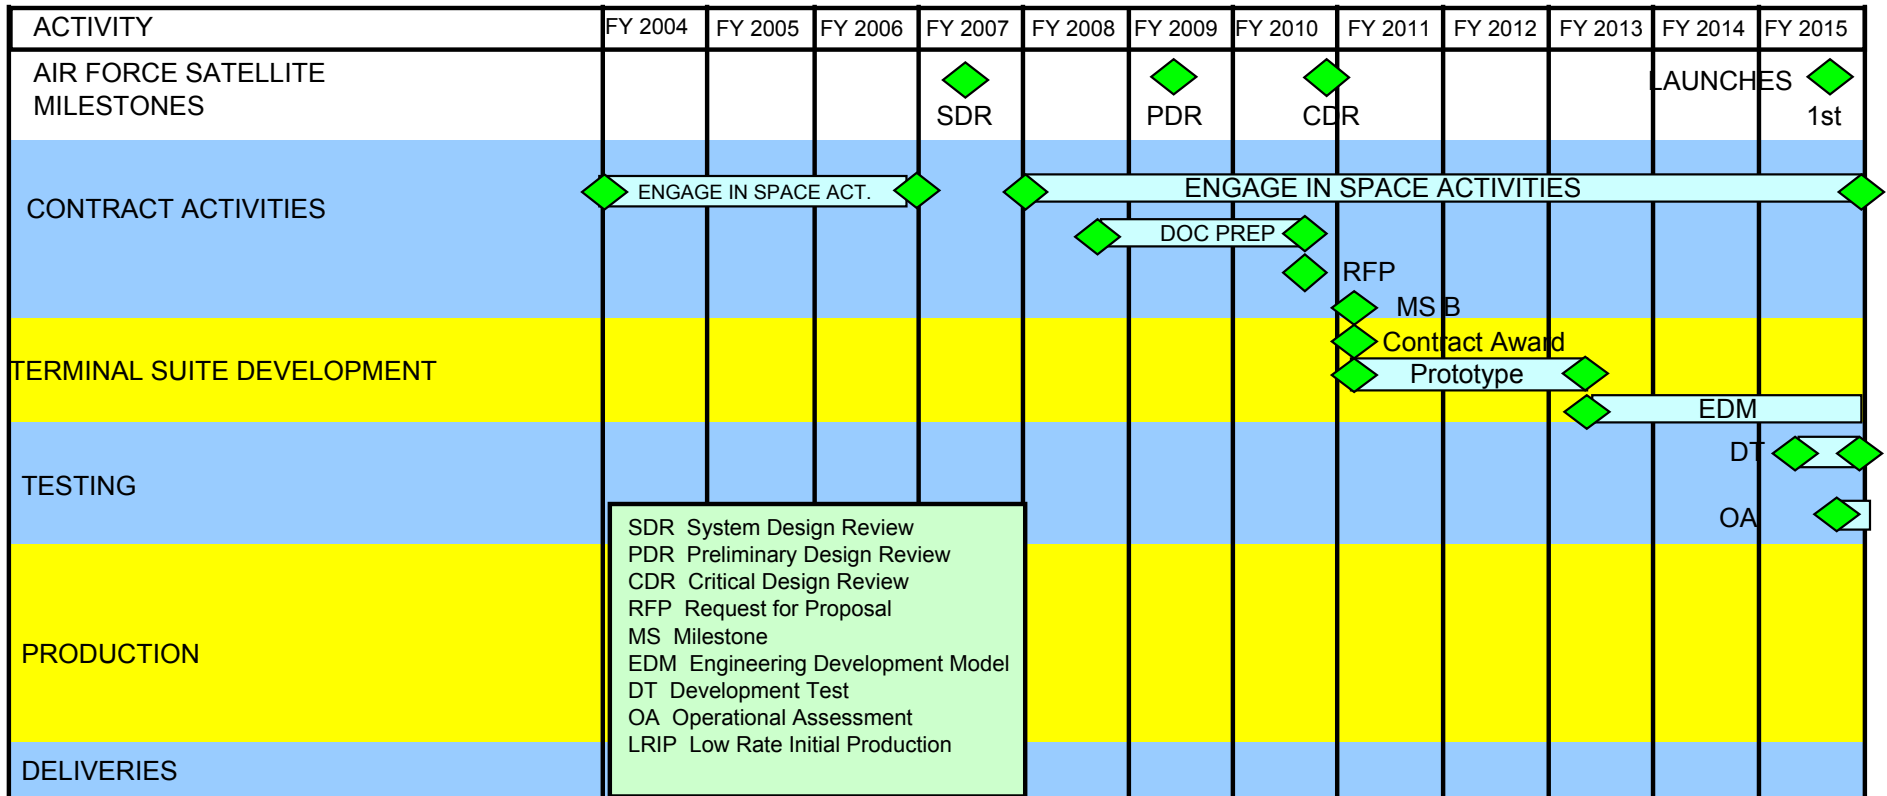 ACTIVITY FY 2004 FY 2005 FY 2006 FY 2007 FY 2008 FY 2009 FY 2010 FY 2011 FY 2012 FY 2013 FY 2014 FY 2015
AIR FORCE SATELLITE
MILESTONES
LAUNCHES
SDR PDR CDR 1st
CONTRACT ACTIVITIES
ENGAGE IN SPACE ACT. ENGAGE IN SPACE ACTIVITIES
DOC PREP
RFP
MS B
TERMINAL SUITE DEVELOPMENT
Contract Award
Prototype
EDM
TESTING
DT
OA
SDR System Design Review
PDR Preliminary Design Review
CDR Critical Design Review
RFP Request for Proposal
MS Milestone
EDM Engineering Development Model
DT Development Test
OA Operational Assessment
LRIP Low Rate Initial Production
PRODUCTION
DELIVERIES